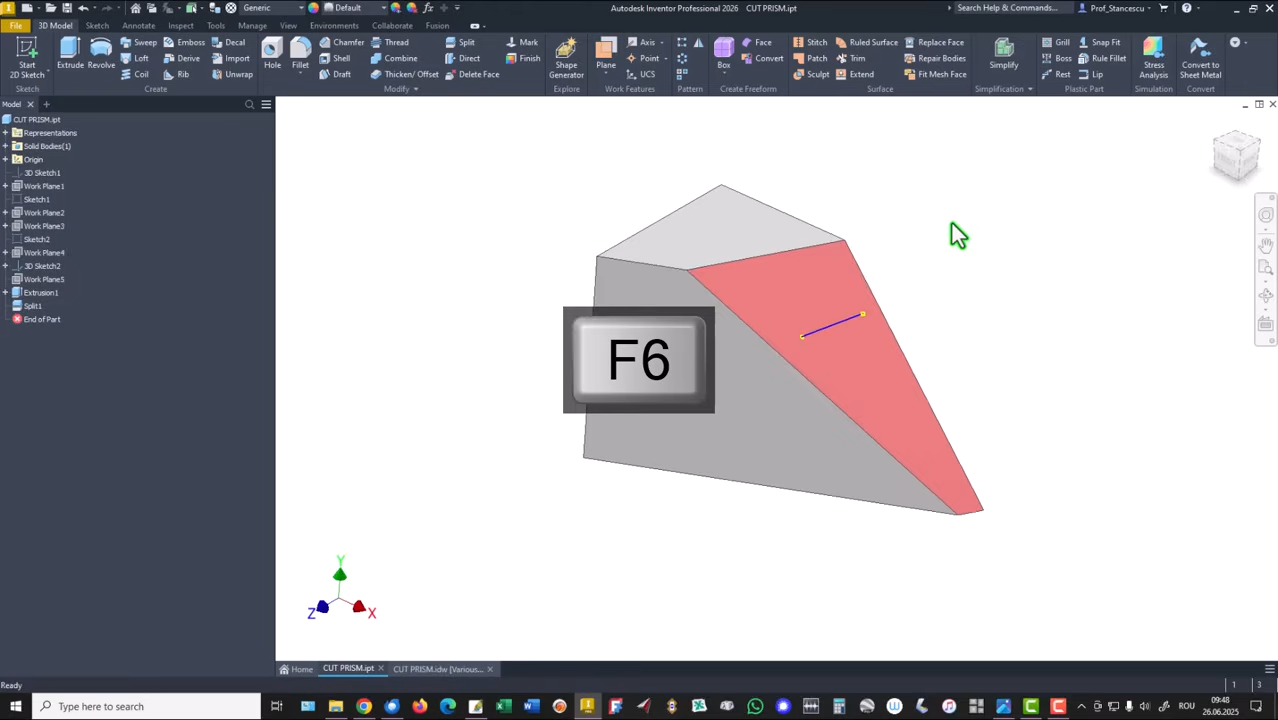 Generic
Default
Autodesk Inventor Professional 2026 CUT PRISM.ipt
Search Help & Commands...
Prof_Stancescu
File 3D Model Sketch Annotate Inspect Tools Manage View Environments Collaborate Fusion
Start
2D Sketch
Sketch
Extrude Revolve
Sweep Emboss Decal
Loft Derive Import
Coil Rib Unwrap
Create
Hole Fillet
Chamfer Thread Split Mark
Shell Combine Direct Finish
Draft Thicken/ Offset Delete Face
Modify
Shape
Generator
Explore
Plane
Axis
Point
UCS
Work Features
Pattern
Box
Face
Convert
Create Freeform
Stitch Ruled Surface Replace Face
Patch Trim Repair Bodies
Sculpt Extend Fit Mesh Face
Surface
Simplify
Simplification
Grill Snap Fit
Boss Rule Fillet
Rest Lip
Plastic Part
Stress
Analysis
Simulation
Convert to
Sheet Metal
Convert
Model
CUT PRISM.ipt
Representations
Solid Bodies(1)
Origin
3D Sketch1
Work Plane1
Sketch1
Work Plane2
Work Plane3
Sketch2
Work Plane4
3D Sketch2
Work Plane5
Extrusion1
Split1
End of Part
F6
Y
Z
X
Home CUT PRISM.ipt CUT PRISM.idw [Various...
Ready
1 3
Type here to search
ROU
09:48
26.06.2025